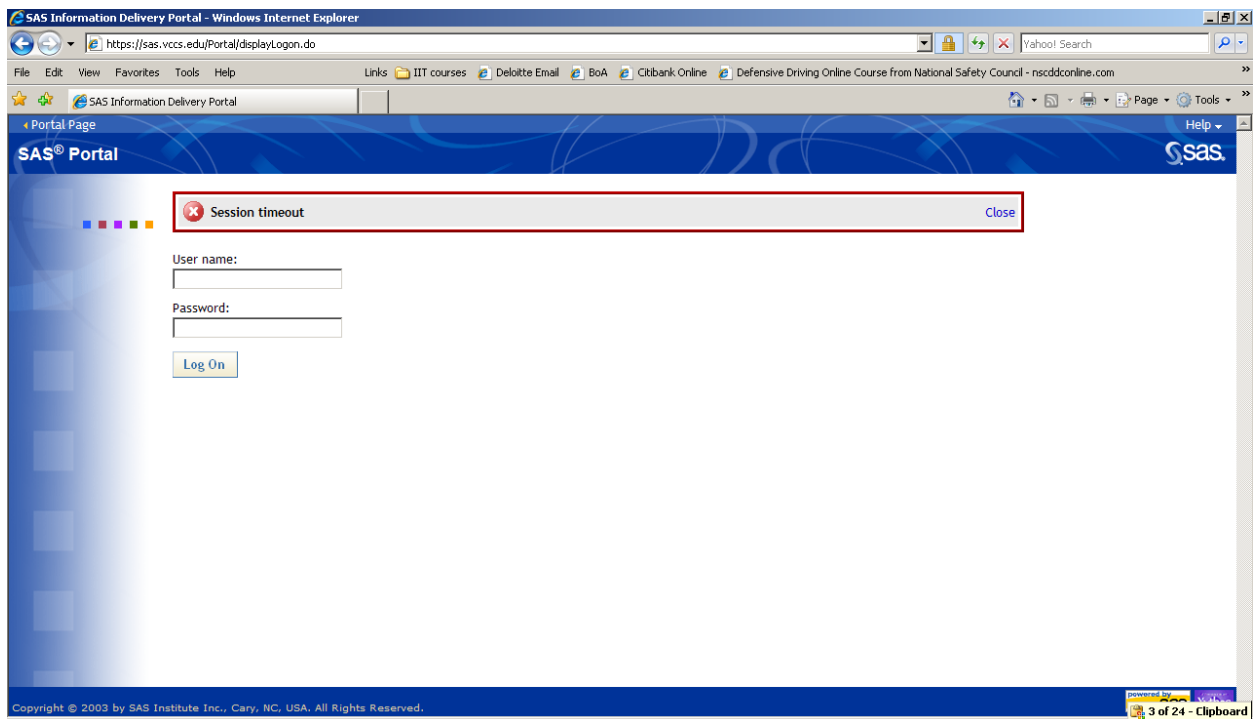 SAS Information Delivery Portal - Windows Internet Explorer
https://sas.vccs.edu/Portal/displayLogon.do
Yahoo! Search
File Edit View Favorites Tools Help
Links IIT courses Deloitte Email BoA Citibank Online Defensive Driving Online Course from National Safety Council - nscddconline.com »
SAS Information Delivery Portal
Page Tools »
Portal Page
Help
SAS® Portal
sas.
Session timeout
Close
User name:
Password:
Log On
Copyright © 2003 by SAS Institute Inc., Cary, NC, USA. All Rights Reserved.
powered by
3 of 24 - Clipboard